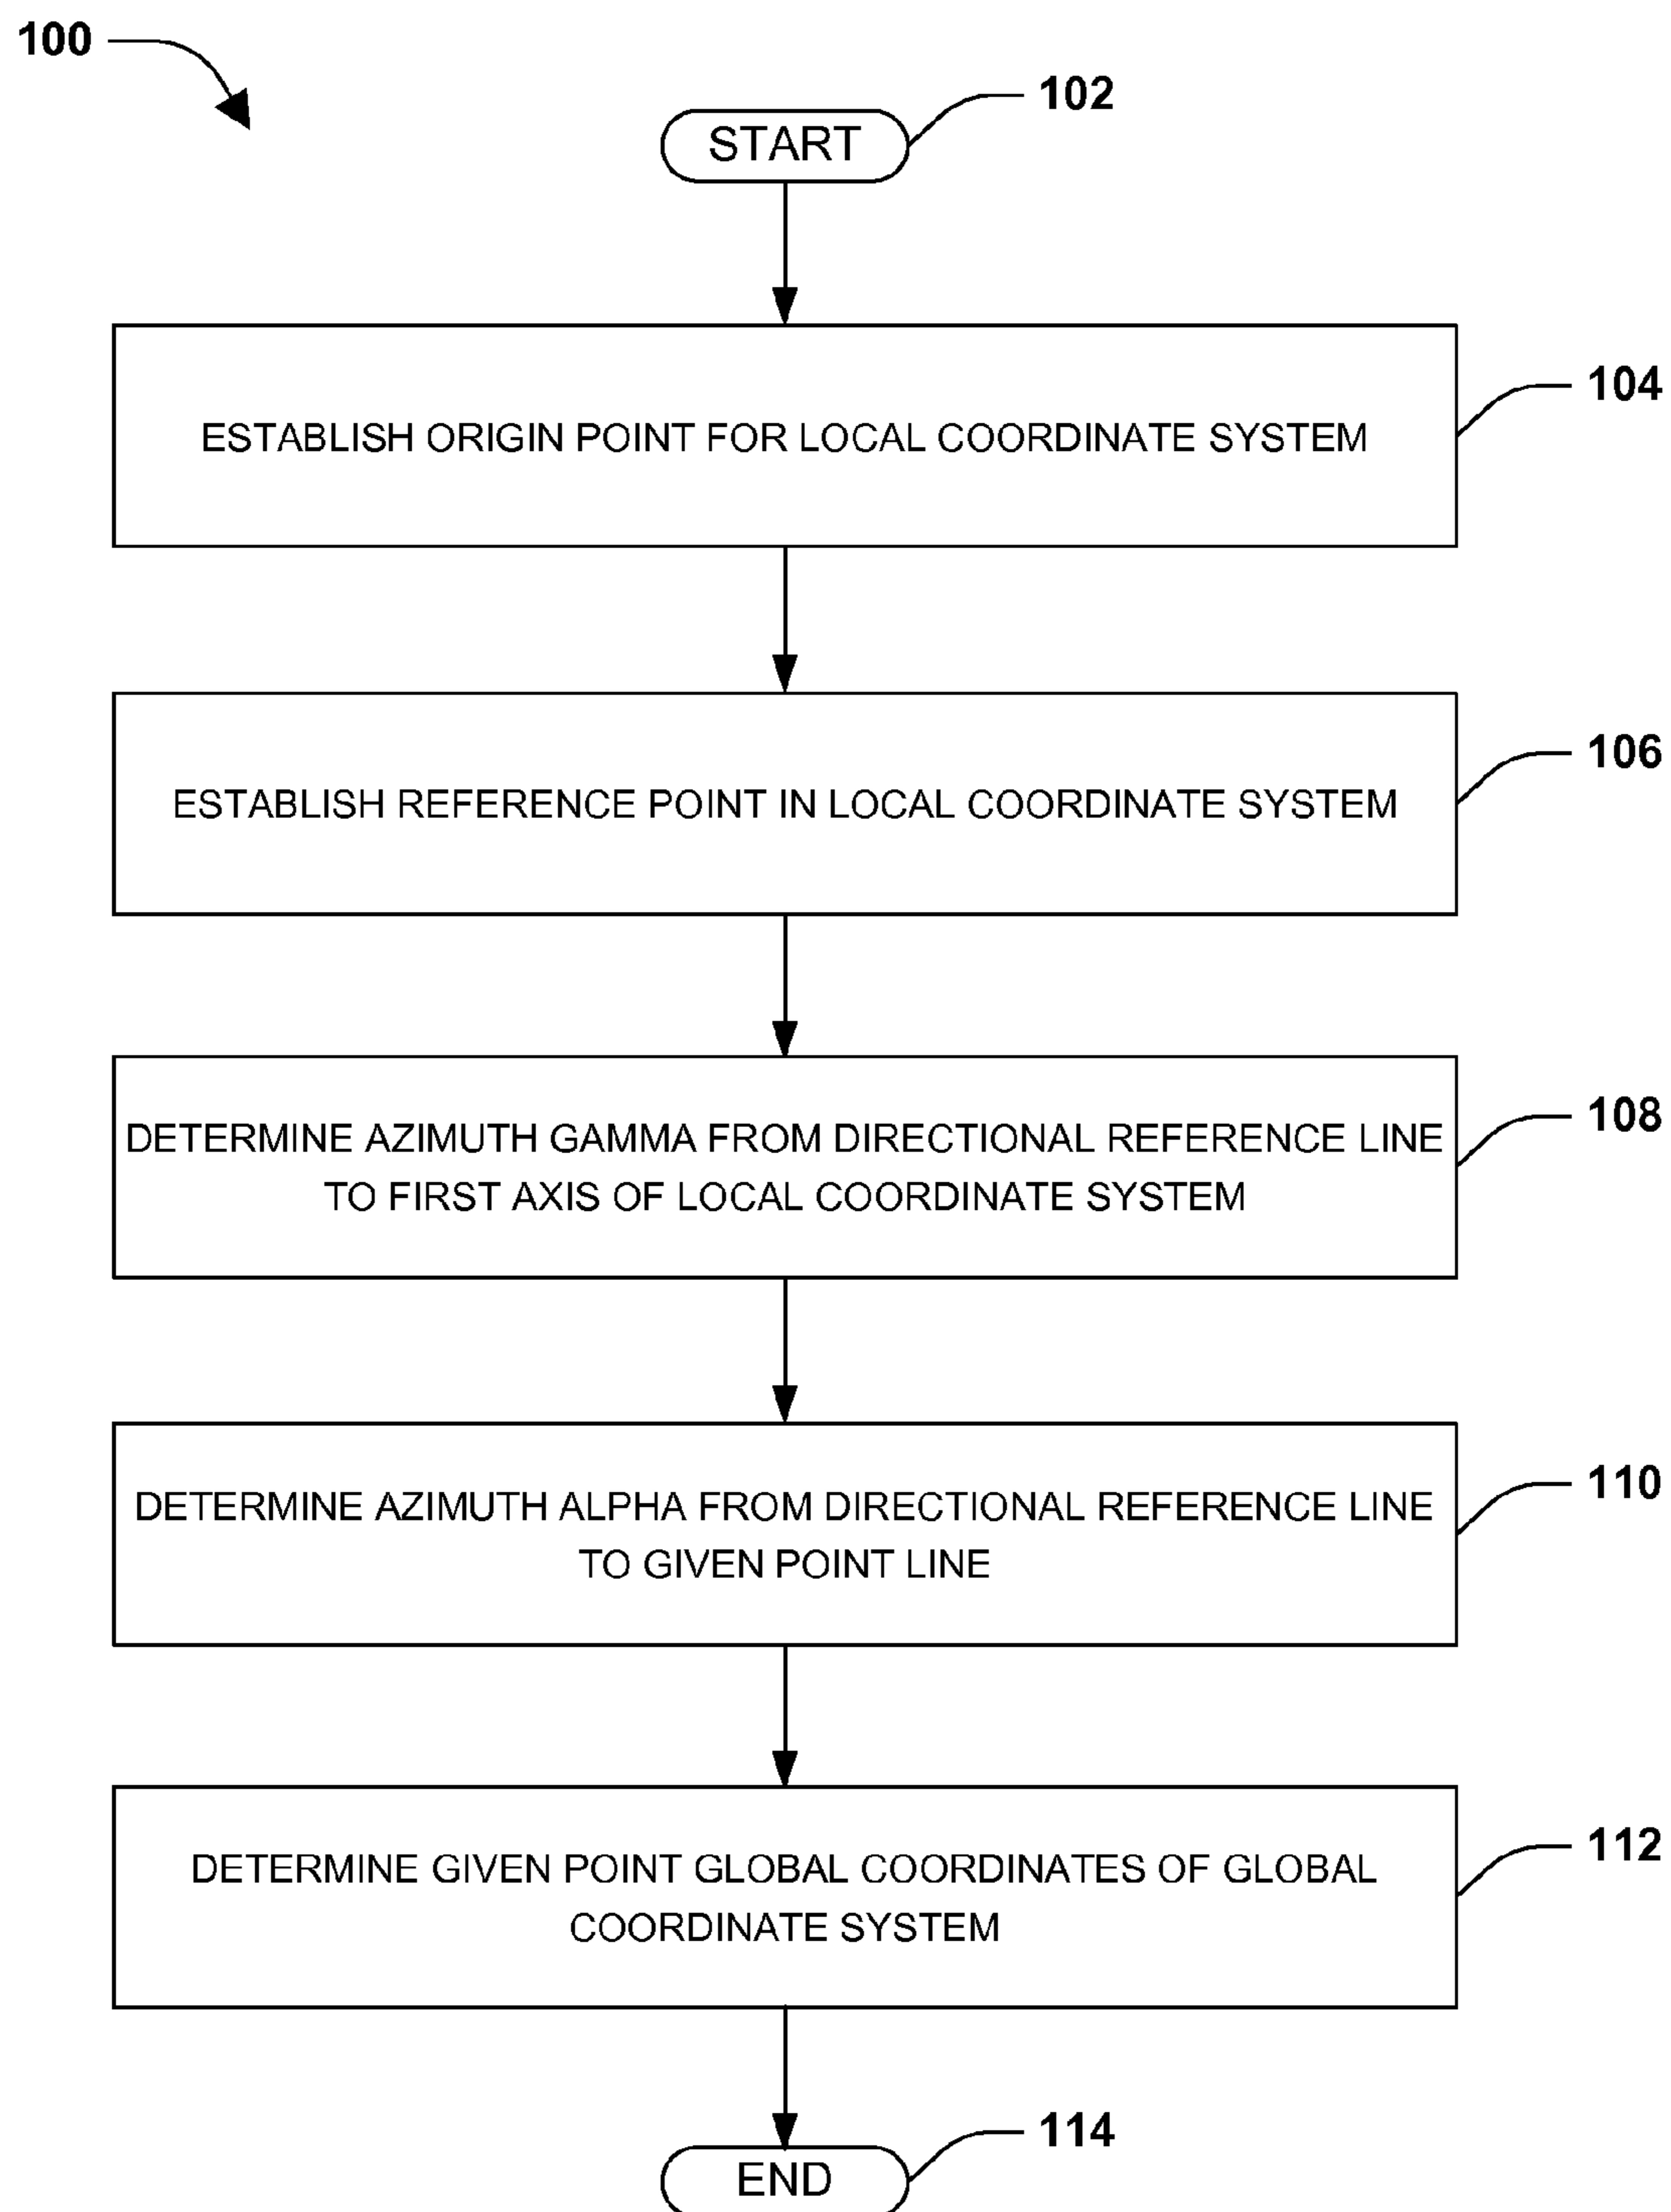 100
102
START
104
ESTABLISH ORIGIN POINT FOR LOCAL COORDINATE SYSTEM
106
ESTABLISH REFERENCE POINT IN LOCAL COORDINATE SYSTEM
108
DETERMINE AZIMUTH GAMMA FROM DIRECTIONAL REFERENCE LINE
TO FIRST AXIS OF LOCAL COORDINATE SYSTEM
110
DETERMINE AZIMUTH ALPHA FROM DIRECTIONAL REFERENCE LINE
TO GIVEN POINT LINE
112
DETERMINE GIVEN POINT GLOBAL COORDINATES OF GLOBAL
COORDINATE SYSTEM
114
END